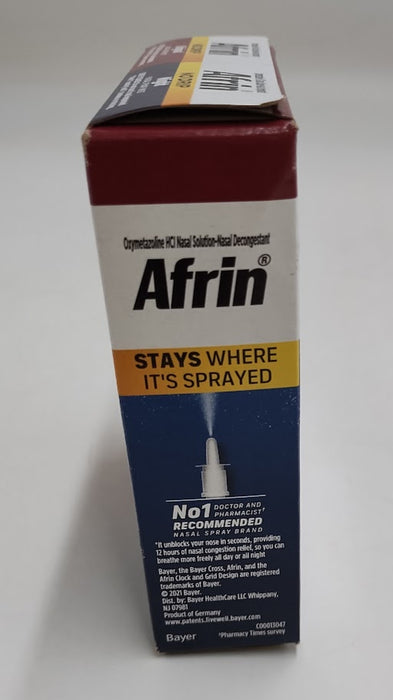 Afrin
Oxymetazoline HCl Nasal Solution-Nasal Decongestant
Afrin®
STAYS WHERE
IT'S SPRAYED
No1 DOCTOR AND
PHARMACIST†
RECOMMENDED
NASAL SPRAY BRAND
*It unblocks your nose in seconds, providing
12 hours of nasal congestion relief, so you can
breathe more freely all day or all night
Bayer, the Bayer Cross, Afrin, and the
Afrin Clock and Grid Design are registered
trademarks of Bayer.
© 2021 Bayer.
Dist. by: Bayer HealthCare LLC Whippany,
NJ 07981
Product of Germany
www.patents.livewell.bayer.com
C00013047
Bayer
†Pharmacy Times survey